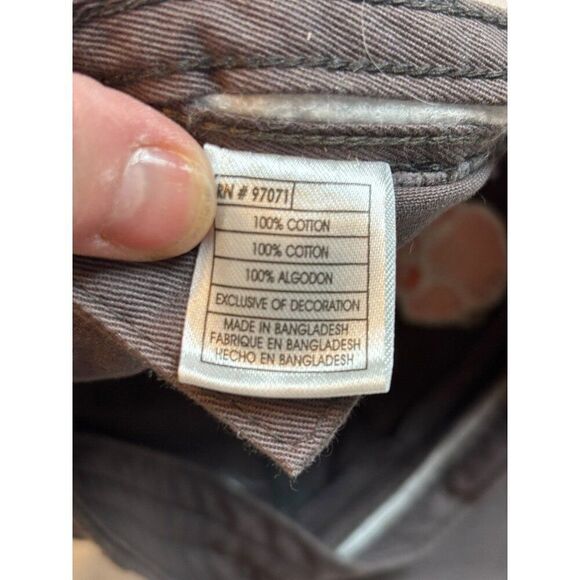 RN # 97071
100% COTTON
100% COTTON
100% ALGODON
EXCLUSIVE OF DECORATION
MADE IN BANGLADESH
FABRIQUE EN BANGLADESH
HECHO EN BANGLADESH